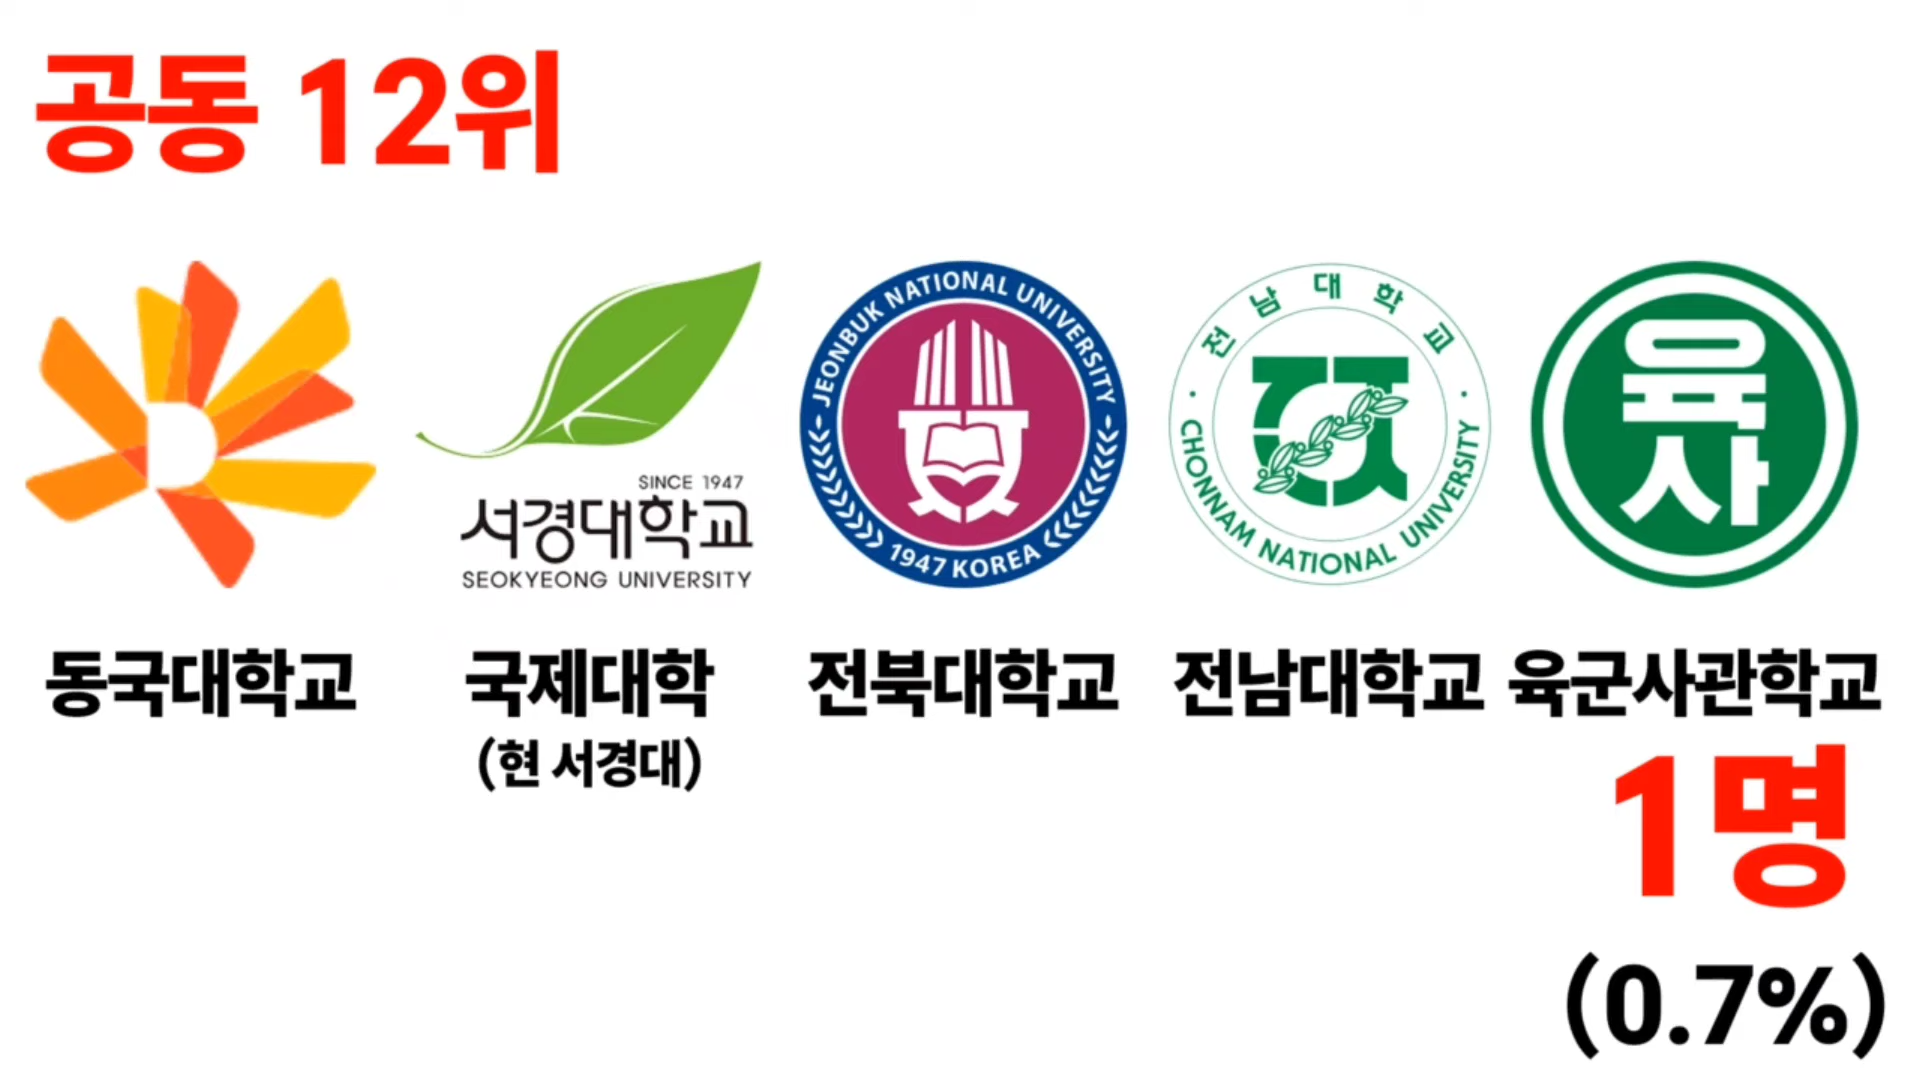 공동 12위
SINCE 1947
서경대학교
SEOKYEONG UNIVERSITY
JEONBUK NATIONAL UNIVERSITY
1947 KOREA
전남대학교
CHONNAM NATIONAL UNIVERSITY
육
사
동국대학교
국제대학
(현 서경대)
전북대학교
전남대학교
육군사관학교
1명
(0.7%)